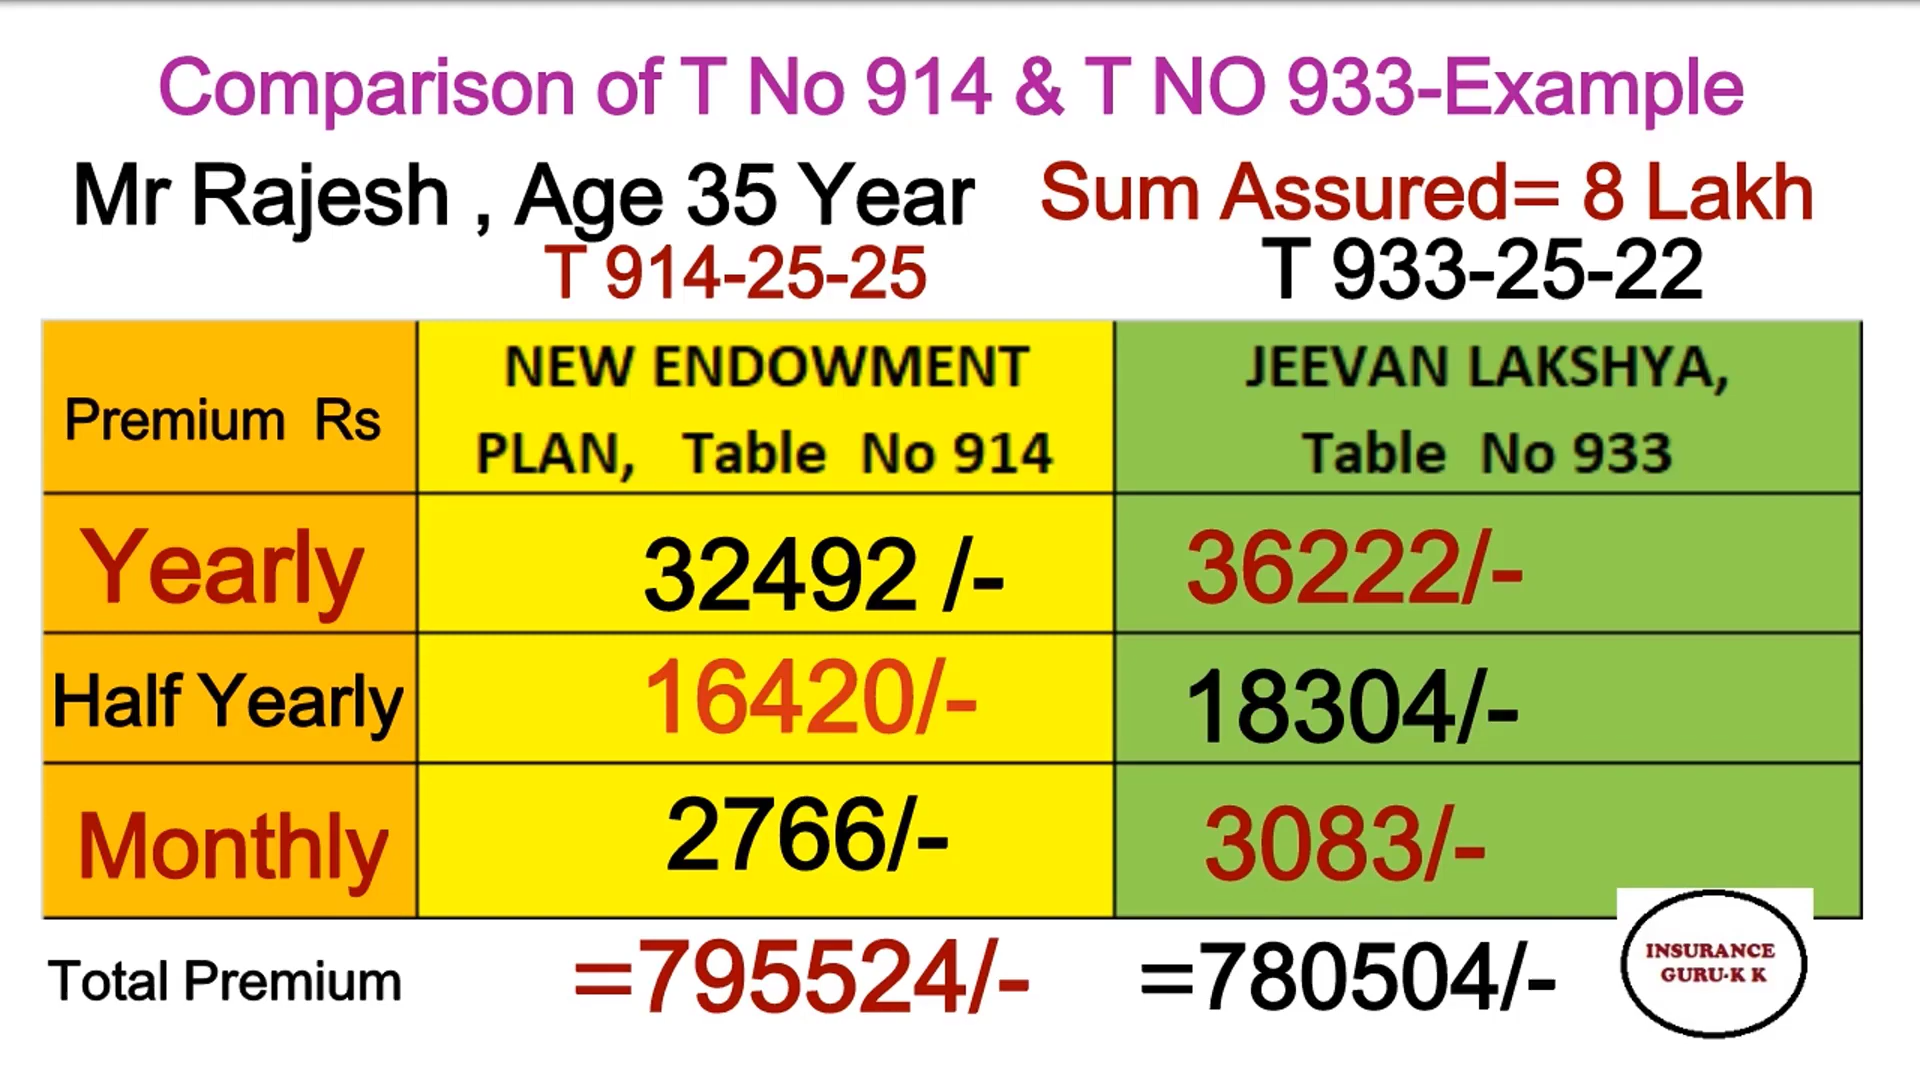 Comparison of T No 914 & T NO 933-Example
Mr Rajesh , Age 35 Year Sum Assured= 8 Lakh
T 914-25-25 T 933-25-22
Premium Rs
NEW ENDOWMENT
PLAN, Table No 914
JEEVAN LAKSHYA,
Table No 933
Yearly 32492 /- 36222/-
Half Yearly 16420/- 18304/-
Monthly 2766/- 3083/-
Total Premium =795524/- =780504/-
INSURANCE
GURU·K K